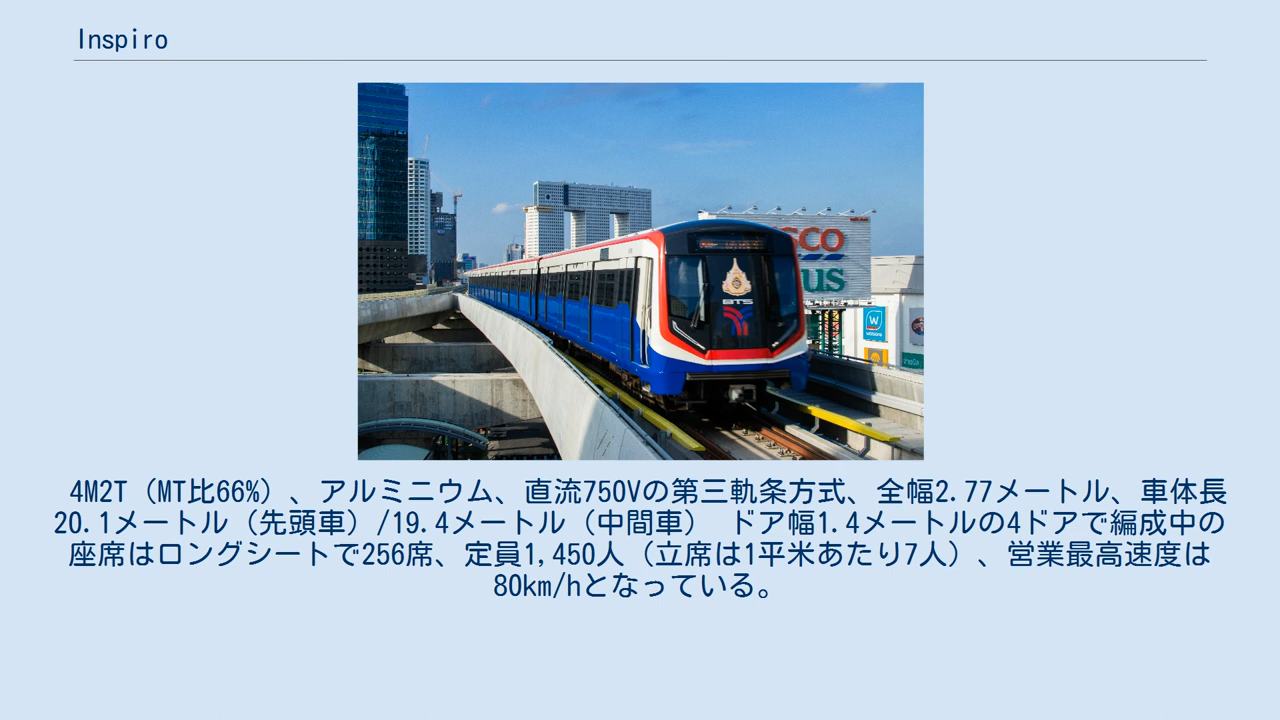 Inspiro
SCO
us
BTS
W
watsons
4M2T（MT比66%）、アルミニウム、直流750Vの第三軌条方式、全幅2.77メートル、車体長
20.1メートル（先頭車）/19.4メートル（中間車）　ドア幅1.4メートルの4ドアで編成中の
座席はロングシートで256席、定員1,450人（立席は1平米あたり7人）、営業最高速度は
80km/hとなっている。